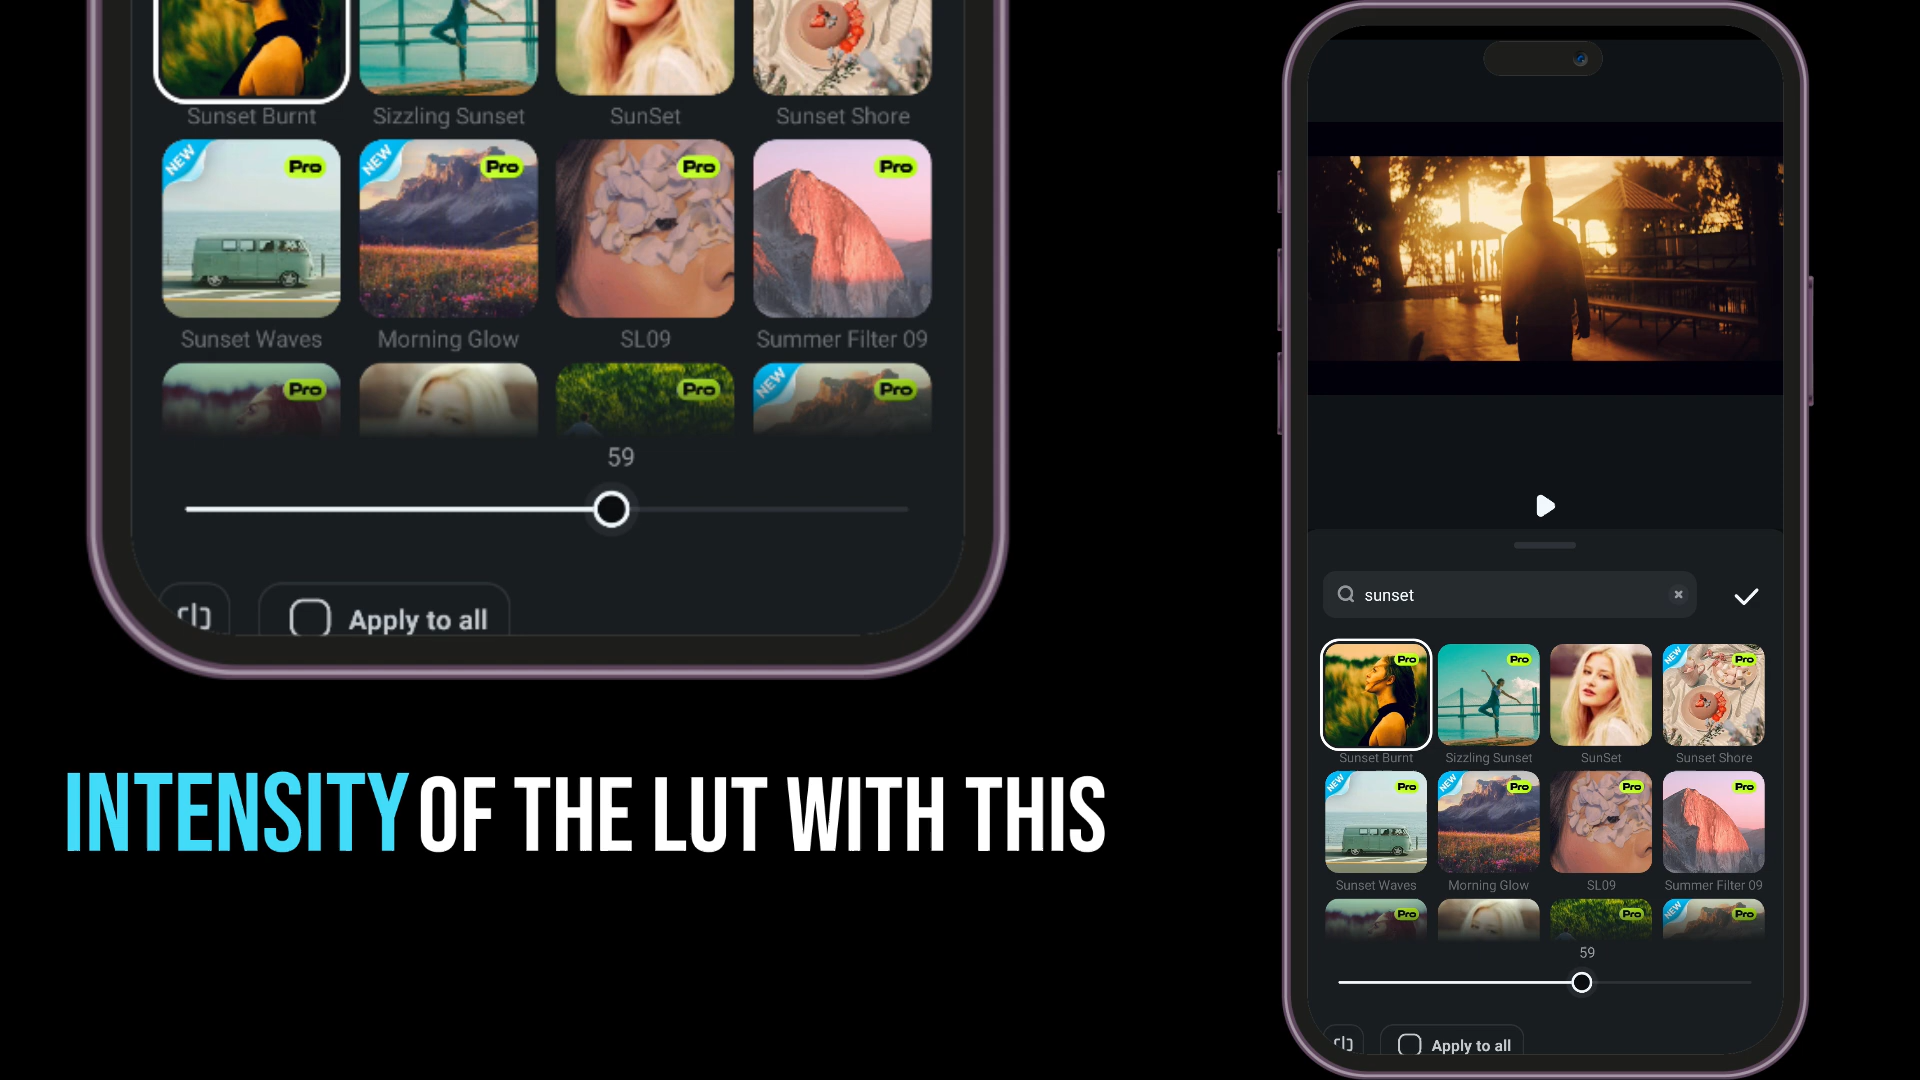 Sunset Burnt
Sizzling Sunset
SunSet
Sunset Shore
NEW
Pro
NEW
Pro
Pro
Pro
Sunset Waves
Morning Glow
SL09
Summer Filter 09
Pro
Pro
NEW
Pro
59
Apply to all
INTENSITY OF THE LUT WITH THIS
sunset
Pro
Pro
NEW
Pro
Sunset Burnt
Sizzling Sunset
SunSet
Sunset Shore
NEW
Pro
NEW
Pro
Pro
Pro
Sunset Waves
Morning Glow
SL09
Summer Filter 09
Pro
Pro
NEW
Pro
59
Apply to all